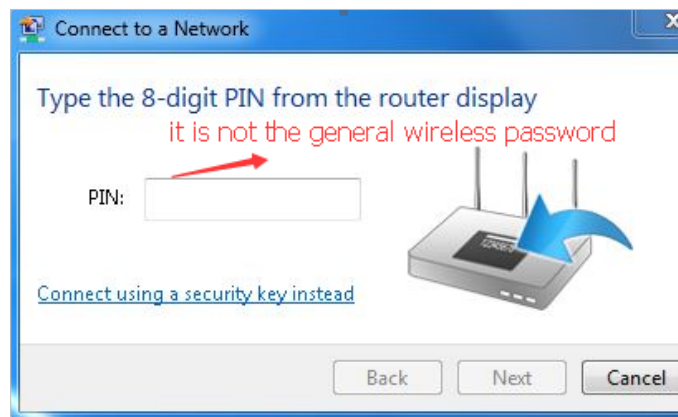 Connect to a Network
Type the 8-digit PIN from the router display
it is not the general wireless password
PIN:
Connect using a security key instead
Back Next Cancel